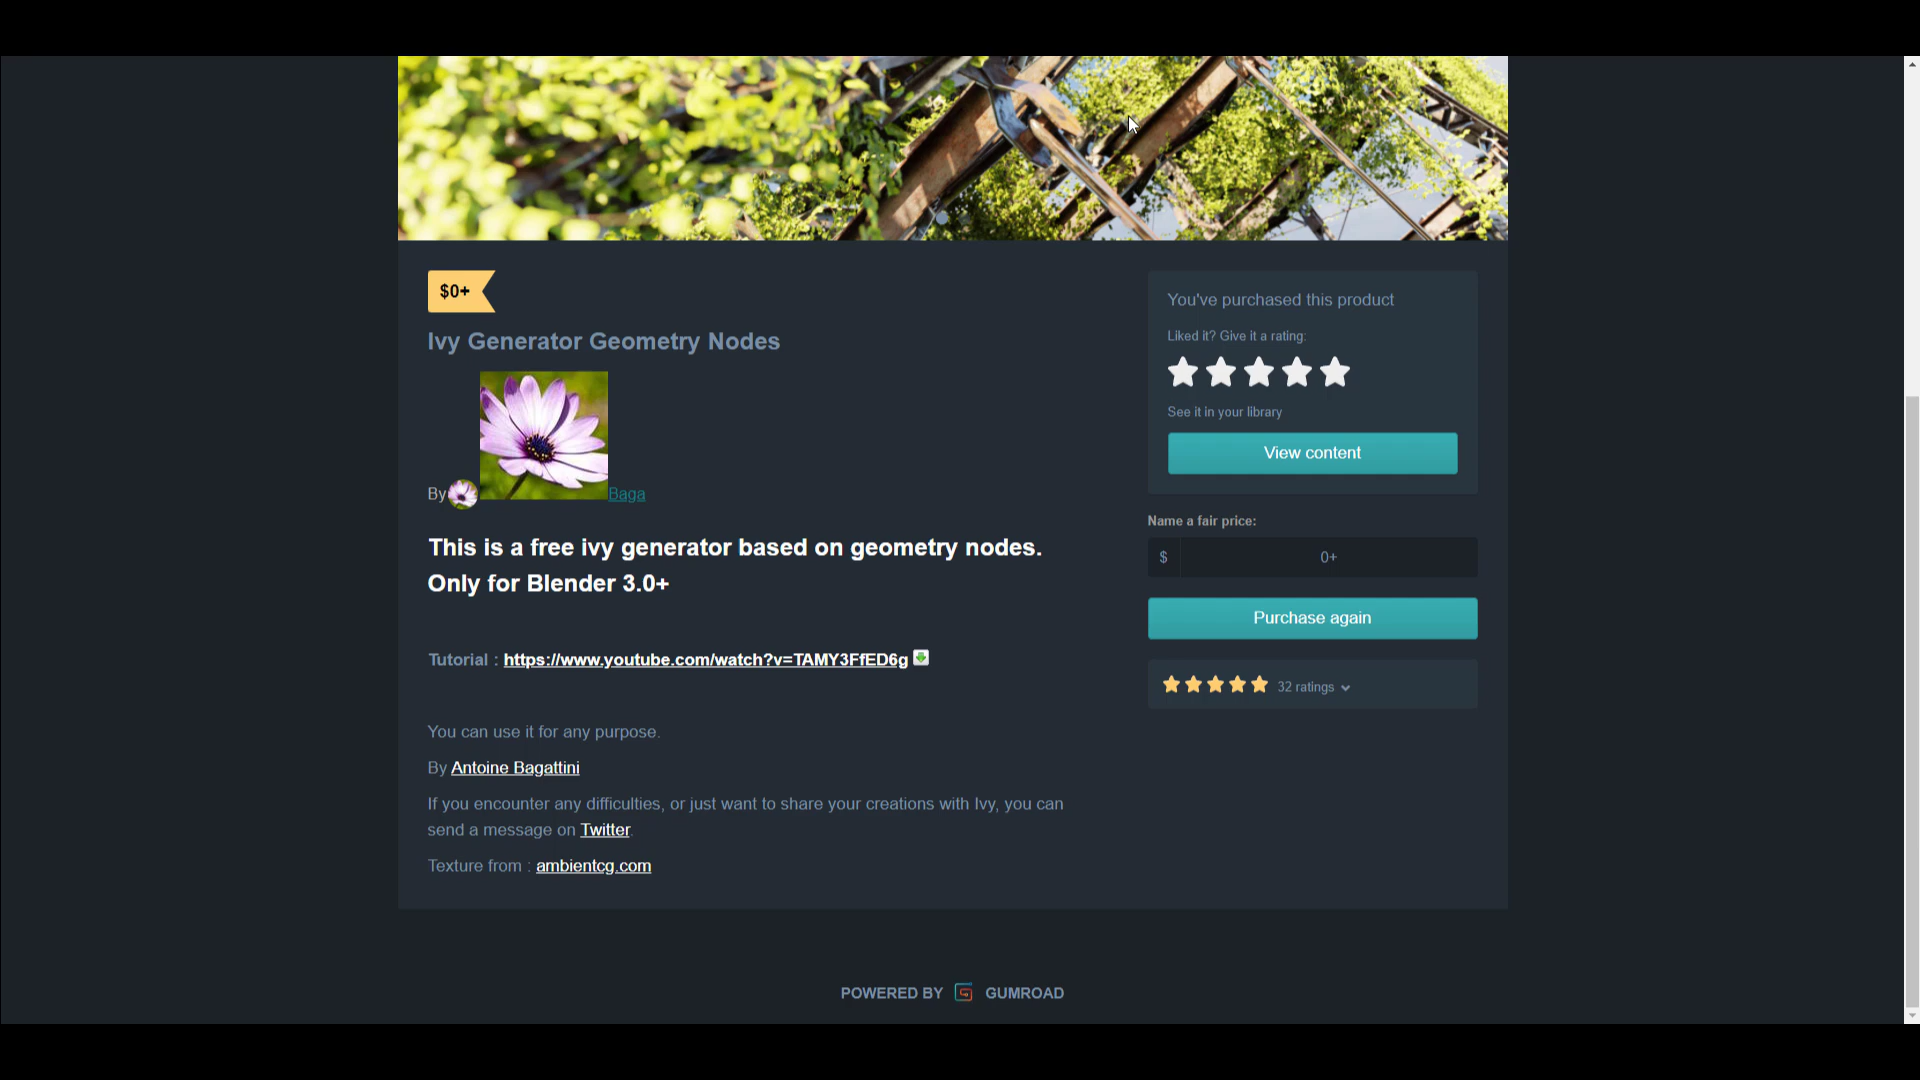 $0+
Ivy Generator Geometry Nodes
By Baga
This is a free ivy generator based on geometry nodes.
Only for Blender 3.0+
Tutorial : https://www.youtube.com/watch?v=TAMY3FfED6g
You can use it for any purpose.
By Antoine Bagattini
If you encounter any difficulties, or just want to share your creations with Ivy, you can
send a message on Twitter.
Texture from : ambientcg.com
You've purchased this product
Liked it? Give it a rating:
See it in your library
View content
Name a fair price:
$ 0+
Purchase again
32 ratings
POWERED BY GUMROAD